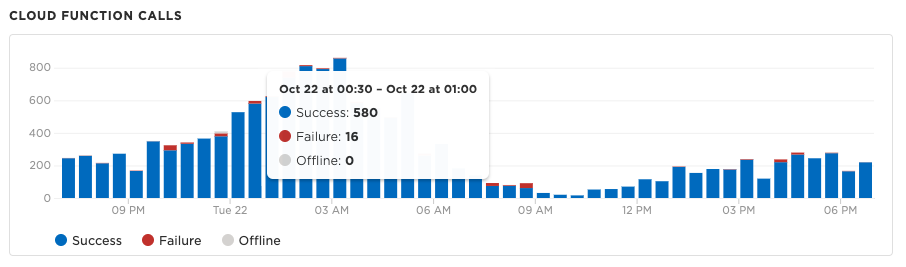 CLOUD FUNCTION CALLS
800
600
400
200
0
Oct 22 at 00:30 – Oct 22 at 01:00
Success: 580
Failure: 16
Offline: 0
09 PM Tue 22 03 AM 06 AM 09 AM 12 PM 03 PM 06 PM
Success Failure Offline